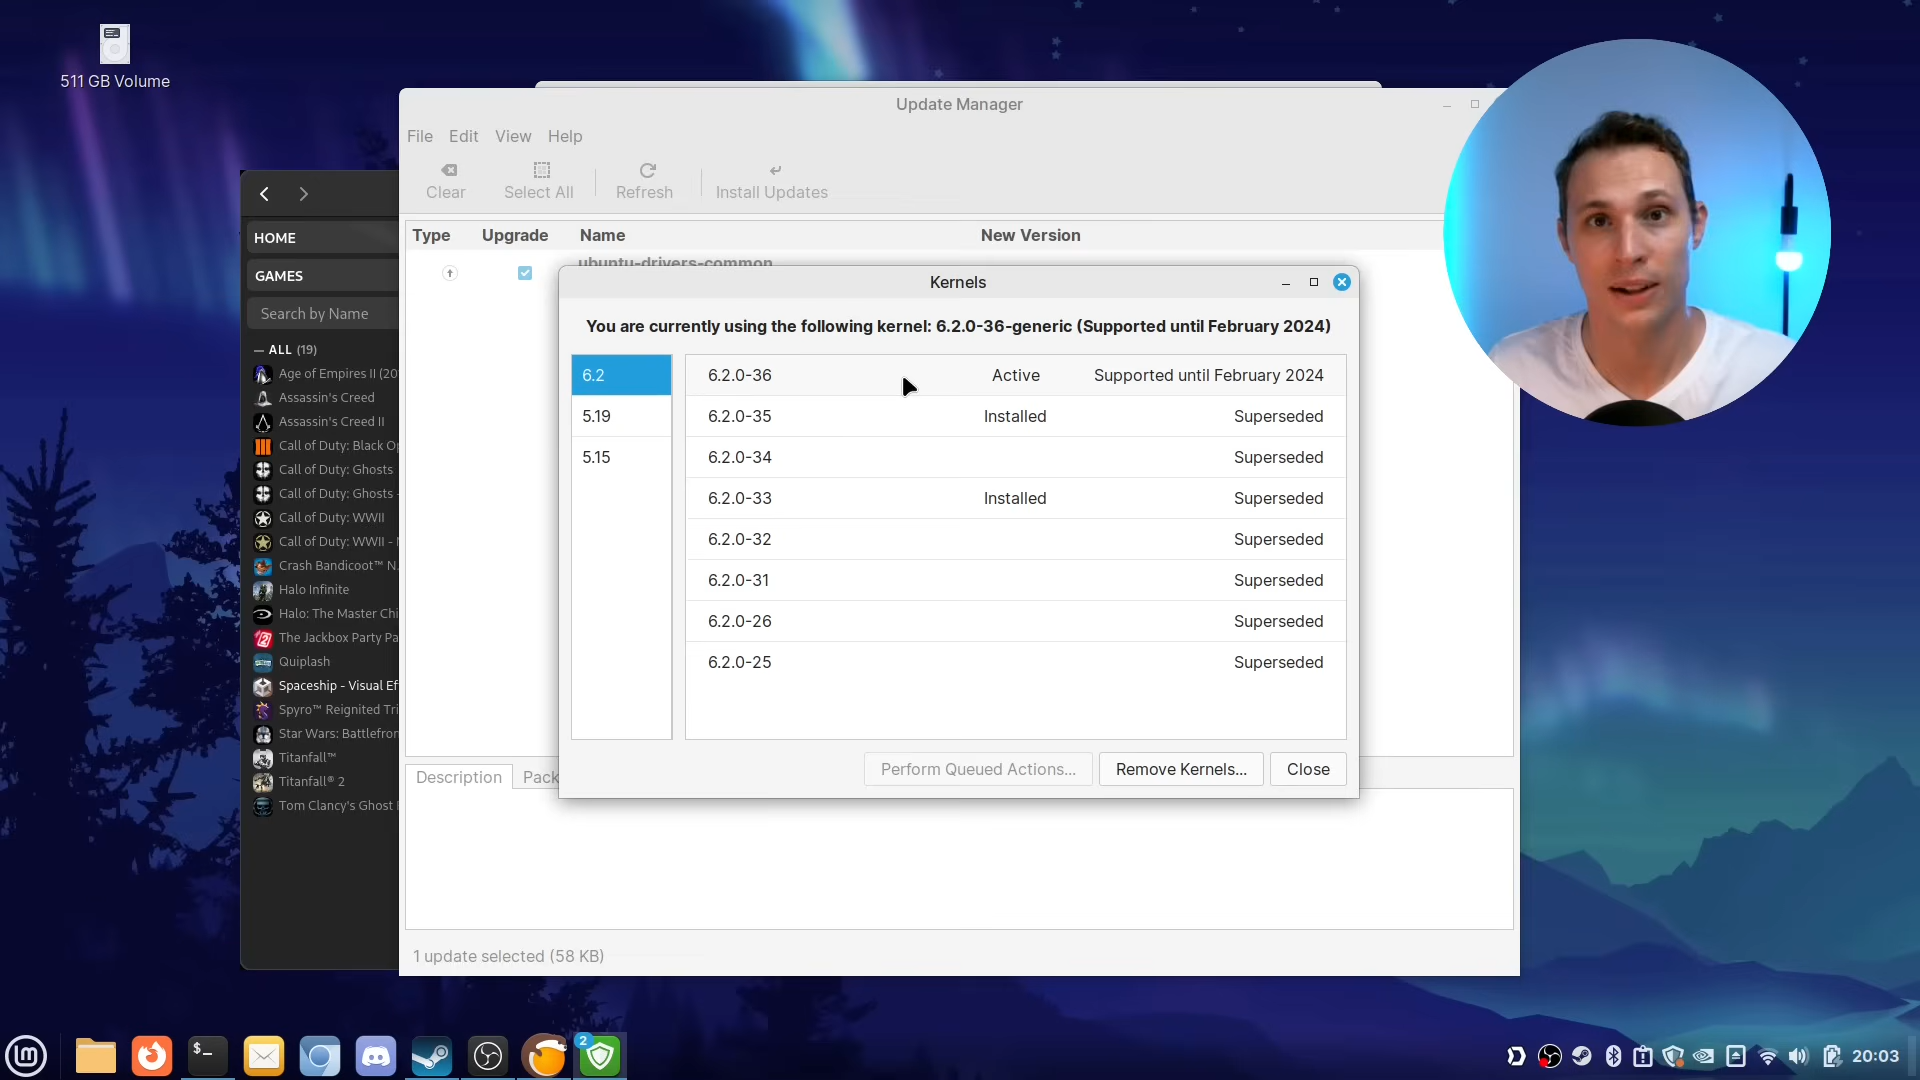 511 GB Volume
Update Manager
File Edit View Help
Clear Select All Refresh Install Updates
Type Upgrade Name New Version
ubuntu-drivers-common
HOME
GAMES
Search by Name
— ALL (19)
Age of Empires II (20
Assassin's Creed
Assassin's Creed II
Call of Duty: Black Op
Call of Duty: Ghosts
Call of Duty: Ghosts -
Call of Duty: WWII
Call of Duty: WWII -
Crash Bandicoot™ N.
Halo Infinite
Halo: The Master Chi
The Jackbox Party Pa
Quiplash
Spaceship - Visual Ef
Spyro™ Reignited Tri
Star Wars: Battlefron
Titanfall™
Titanfall® 2
Tom Clancy's Ghost
Kernels
You are currently using the following kernel: 6.2.0-36-generic (Supported until February 2024)
6.2
5.19
5.15
6.2.0-36 Active Supported until February 2024
6.2.0-35 Installed Superseded
6.2.0-34 Superseded
6.2.0-33 Installed Superseded
6.2.0-32 Superseded
6.2.0-31 Superseded
6.2.0-26 Superseded
6.2.0-25 Superseded
Perform Queued Actions... Remove Kernels... Close
Description Pack
1 update selected (58 KB)
$_
2
20:03